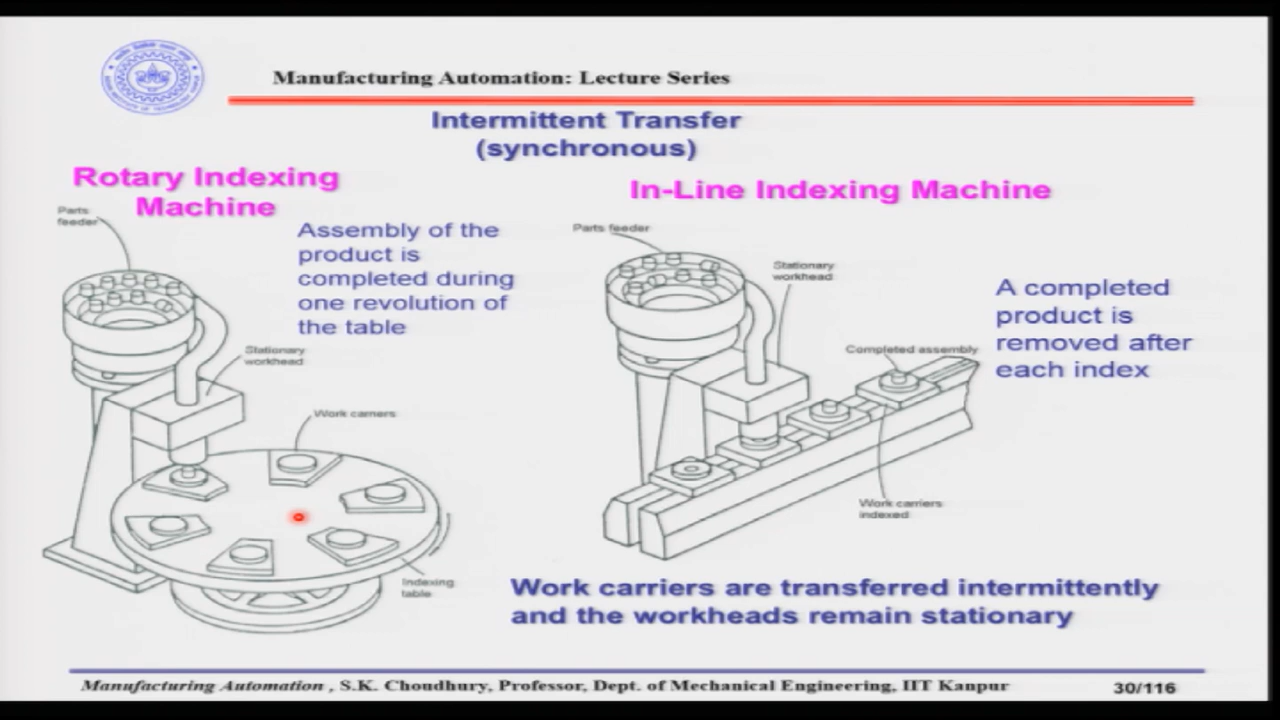 Manufacturing Automation: Lecture Series
Intermittent Transfer
(synchronous)
Rotary Indexing
Machine
In-Line Indexing Machine
Parts
feeder
Assembly of the
product is
completed during
one revolution of
the table
Stationary
workhead
Work carriers
Indexing
table
Parts feeder
Stationary
workhead
Completed assembly
Work carriers
indexed
A completed
product is
removed after
each index
Work carriers are transferred intermittently
and the workheads remain stationary
Manufacturing Automation , S.K. Choudhury, Professor, Dept. of Mechanical Engineering, IIT Kanpur
30/116